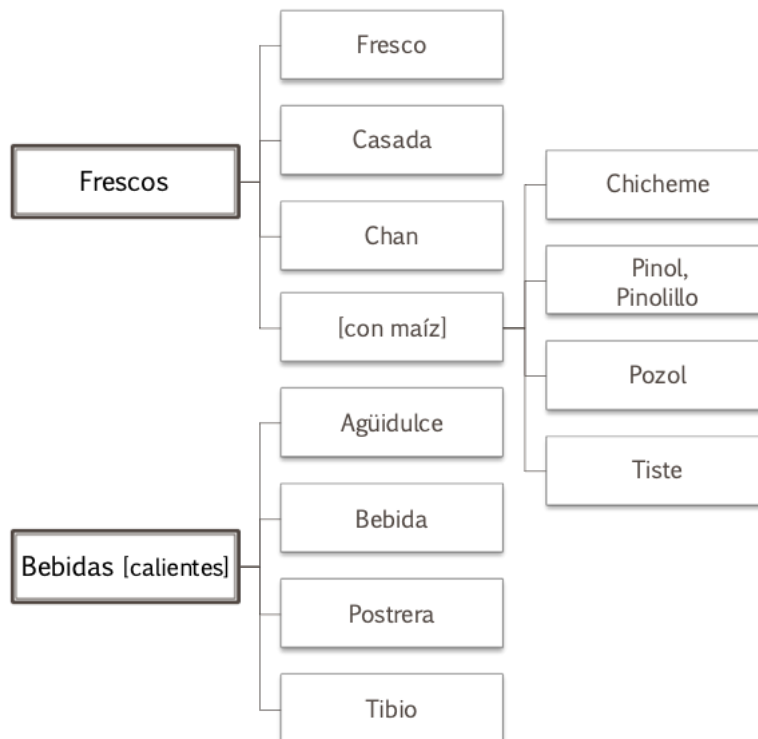 Frescos
Fresco
Casada
Chan
[con maíz]
Chicheme
Pinol,
Pinolillo
Pozol
Tiste
Bebidas [calientes]
Agüidulce
Bebida
Postrera
Tibio